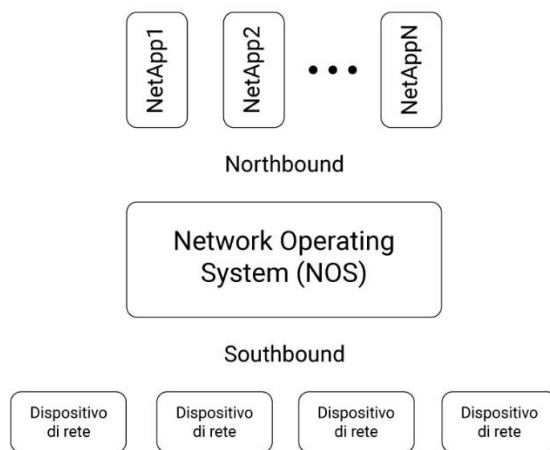 NetApp1
NetApp2
•••
NetAppN
Northbound
Network Operating
System (NOS)
Southbound
Dispositivo
di rete
Dispositivo
di rete
Dispositivo
di rete
Dispositivo
di rete